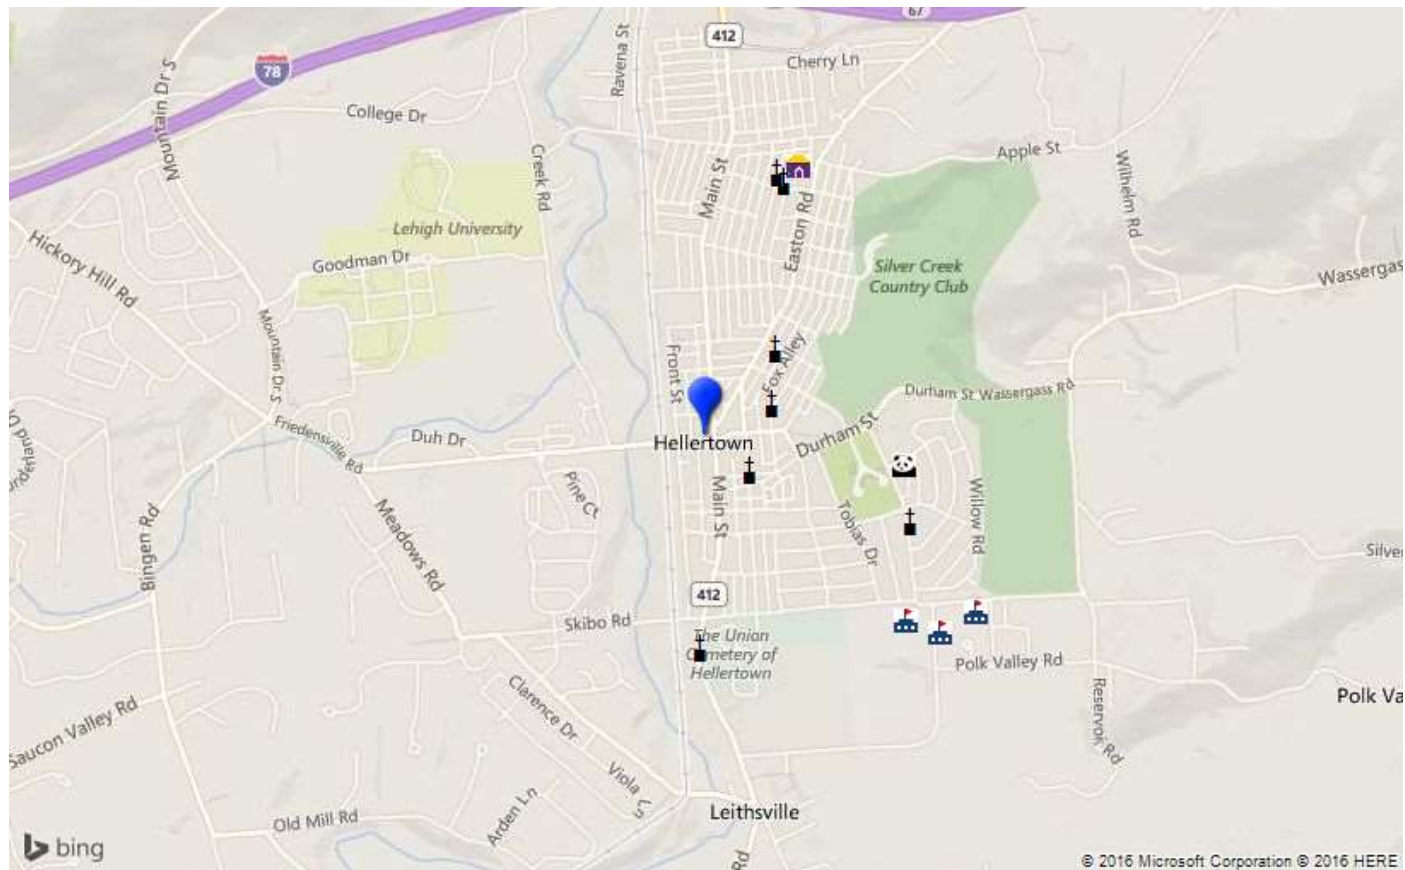 67
412
Cherry Ln
Ravena St
78
Mountain Dr S
College Dr
Creek Rd
Main St
Apple St
Wilhelm Rd
Easton Rd
Lehigh University
Goodman Dr
Hickory Hill Rd
Silver Creek
Country Club
Wassergass
Mountain Dr S
Front St
Fox Alley
Durham St Wassergass Rd
Friedensville Rd
Duh Dr
Hellertown
Durham St
Pine Ct
Main St
Tobias Dr
Willow Rd
Bingen Rd
Meadows Rd
Silver
412
Skibo Rd
The Union
Cemetery of
Hellertown
Polk Valley Rd
Reservoir Rd
Polk Va
Clarence Dr
Saucon Valley Rd
Viola Ln
Arden Ln
Leithsville
Old Mill Rd
Rd
bing
© 2016 Microsoft Corporation © 2016 HERE